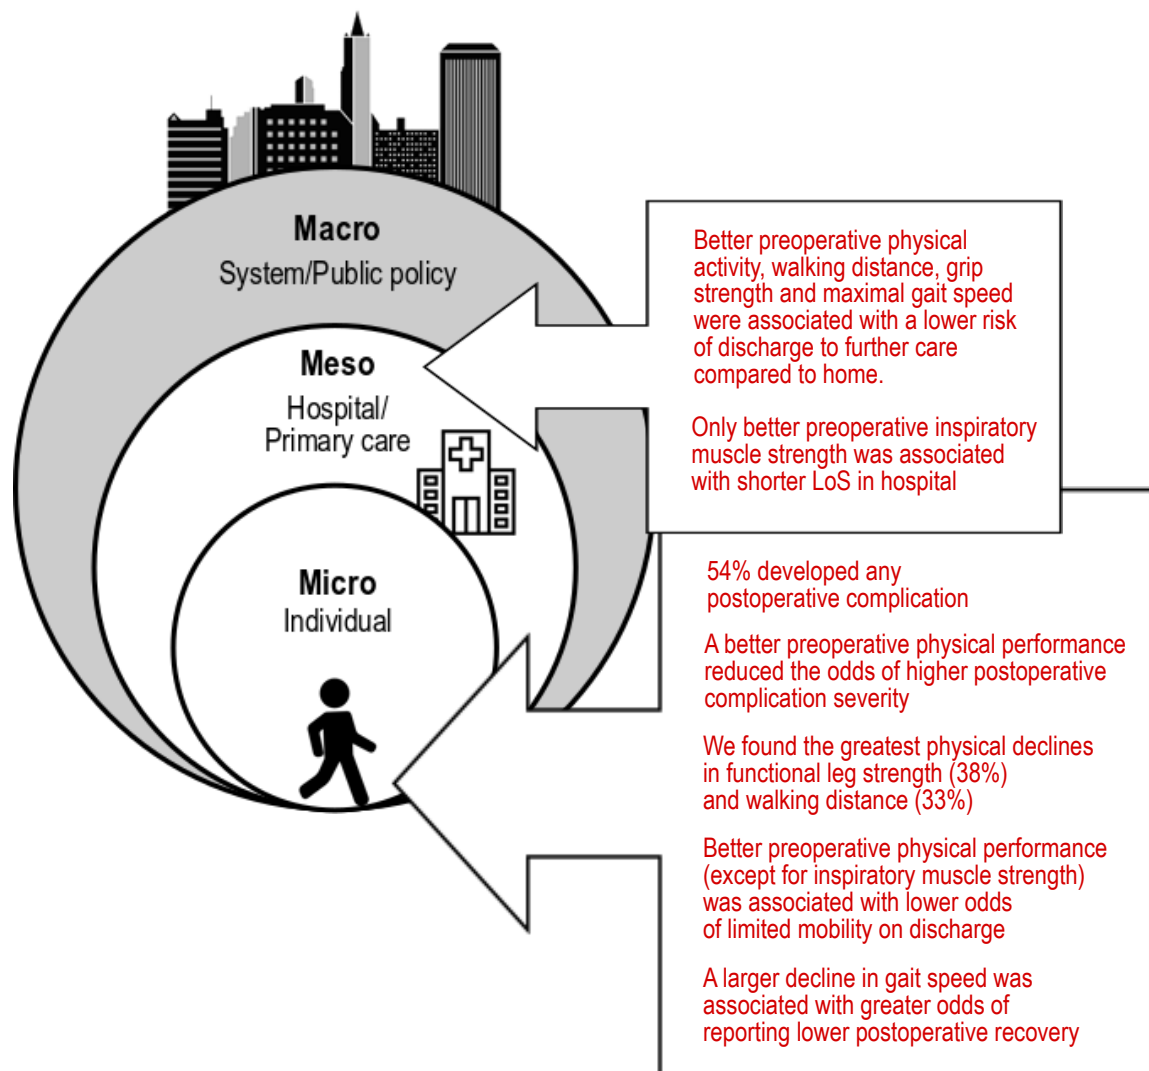 Macro
System/Public policy
Meso
Hospital/
Primary care
Micro
Individual
Better preoperative physical
activity, walking distance, grip
strength and maximal gait speed
were associated with a lower risk
of discharge to further care
compared to home.
Only better preoperative inspiratory
muscle strength was associated
with shorter LoS in hospital
54% developed any
postoperative complication
A better preoperative physical performance
reduced the odds of higher postoperative
complication severity
We found the greatest physical declines
in functional leg strength (38%)
and walking distance (33%)
Better preoperative physical performance
(except for inspiratory muscle strength)
was associated with lower odds
of limited mobility on discharge
A larger decline in gait speed was
associated with greater odds of
reporting lower postoperative recovery